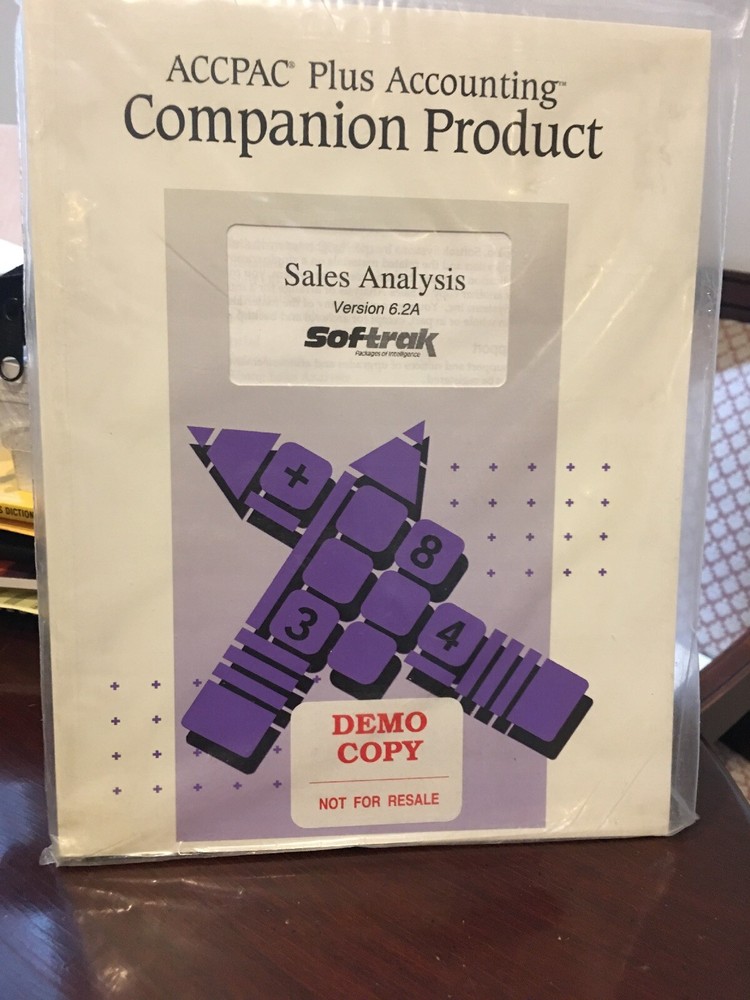 ACCPAC® Plus Accounting™
Companion Product
Sales Analysis
Version 6.2A
Softrak
Packages of Intelligence
+
8
3
4
DEMO
COPY
NOT FOR RESALE